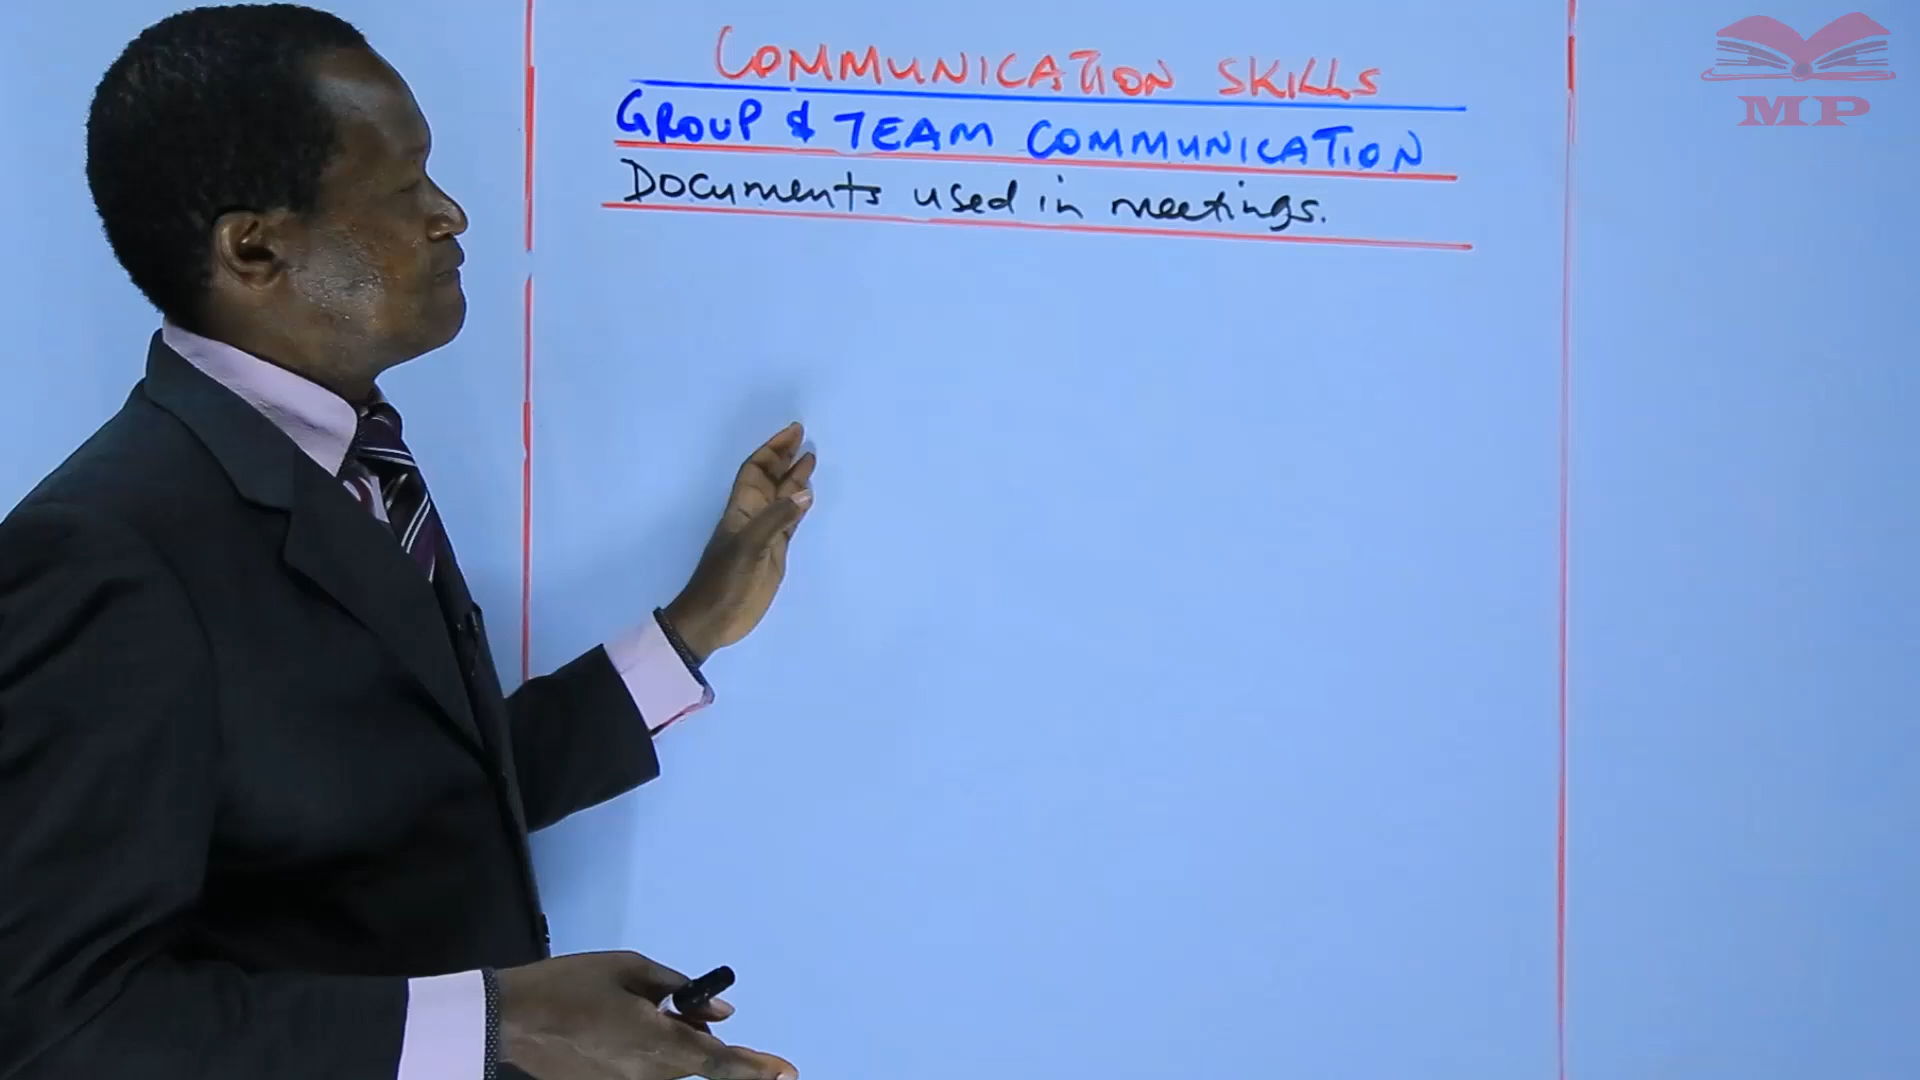 COMMUNICATION SKILLS
GROUP & TEAM COMMUNICATION
Documents used in meetings.
MP